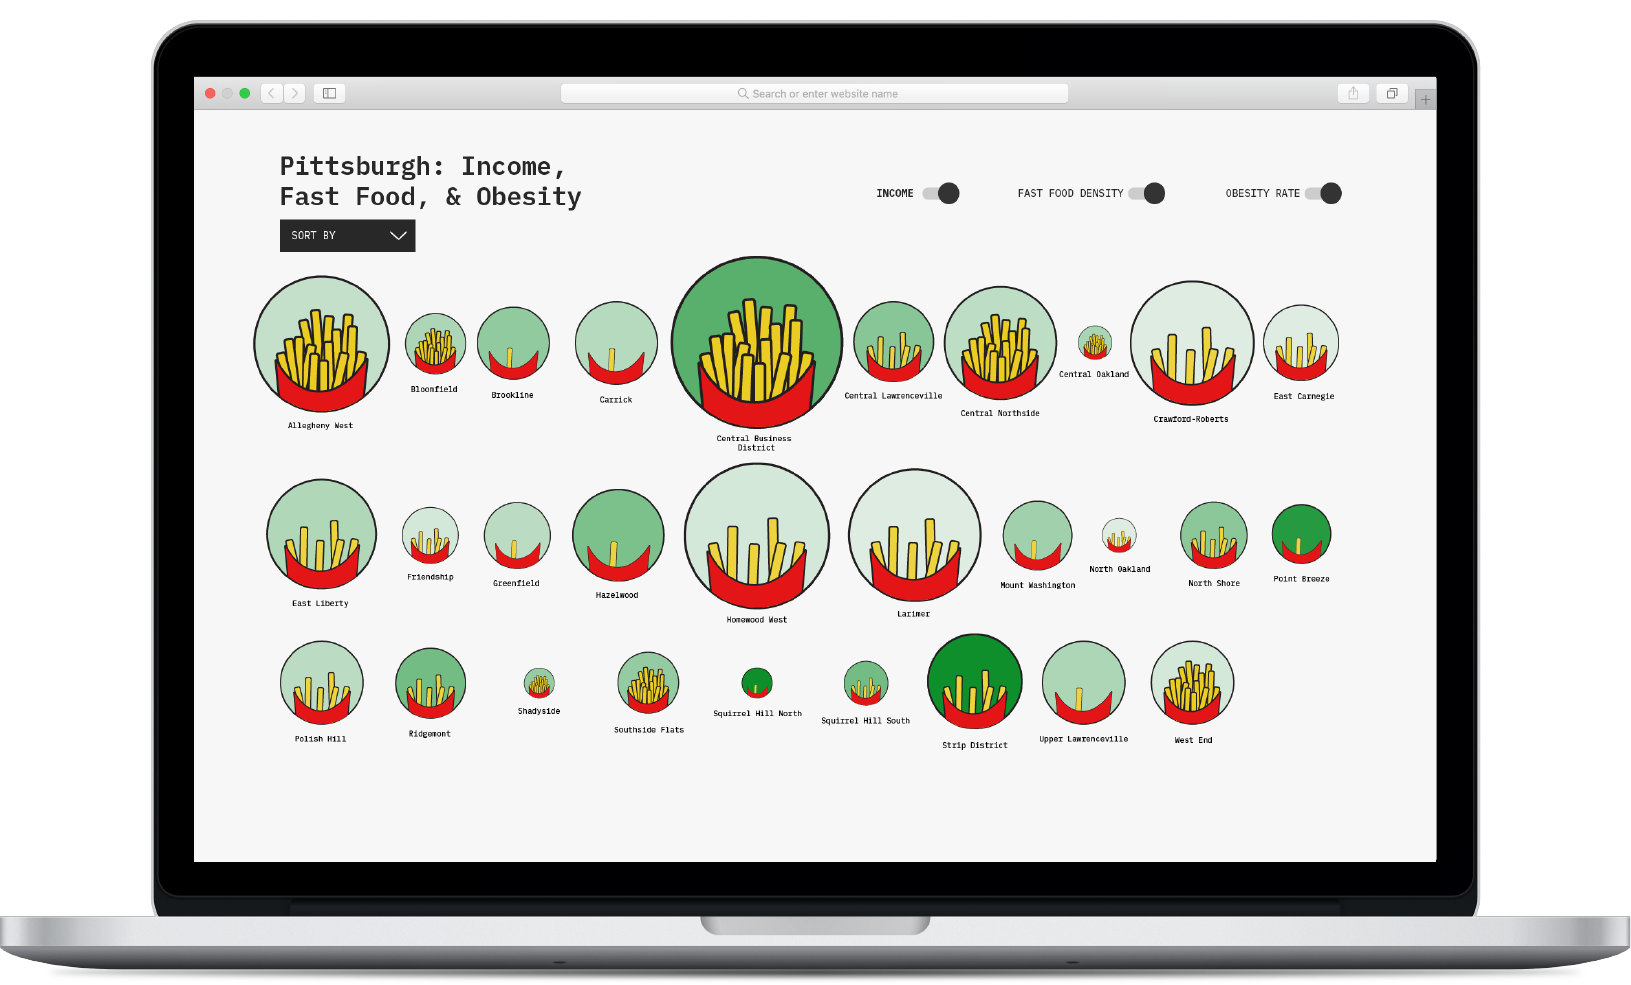 Search or enter website name
Pittsburgh: Income,
Fast Food, & Obesity
INCOME
FAST FOOD DENSITY
OBESITY RATE
SORT BY
Allegheny West
Bloonfield
Brookline
Carrick
Central Business
District
Central Lawrenceville
Central Northside
Central Oakland
Crawford-Roberts
East Carnegie
East Liberty
Friendship
Greenfield
Hazelwood
Homewood West
Larimer
Mount Washington
North Oakland
North Shore
Point Breeze
Polish Hill
Ridgemont
Shadyside
Southside Flats
Squirrel Hill North
Squirrel Hill South
Strip District
Upper Lawrenceville
West End